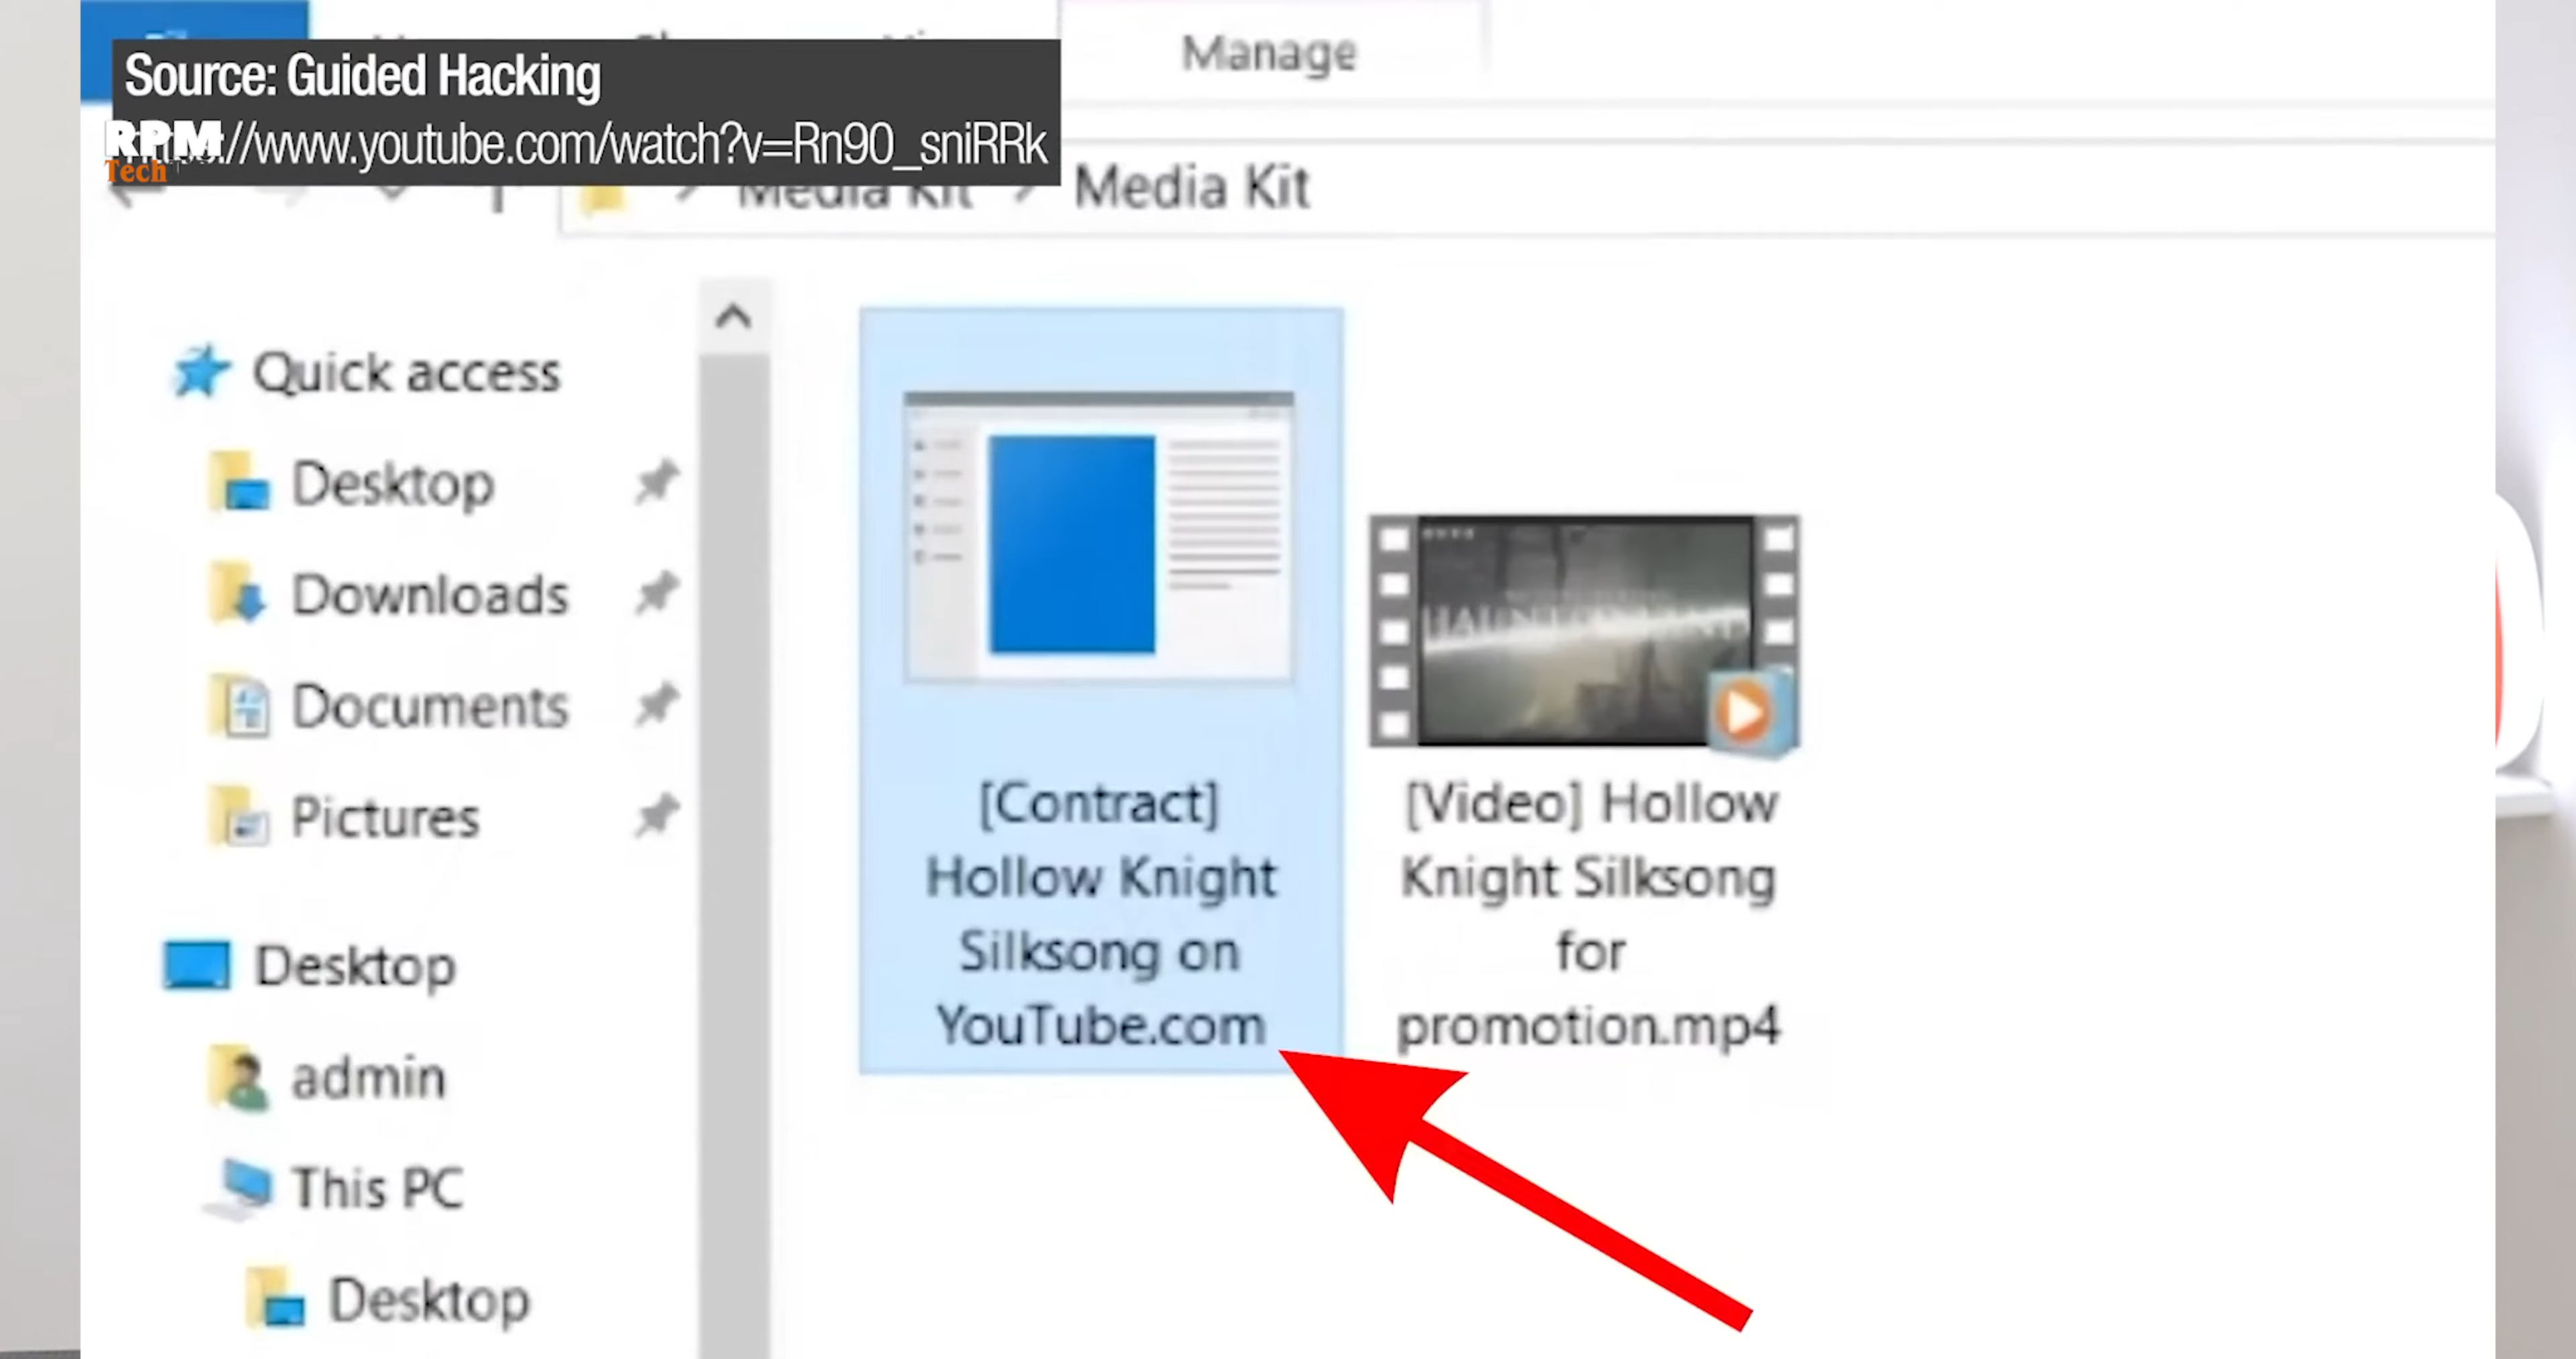 Manage
Source: Guided Hacking
RPM
Tech
://www.youtube.com/watch?v=Rn90_sniRRk
Media Kit > Media Kit
Quick access
Desktop
Downloads
Documents
Pictures
Desktop
admin
This PC
Desktop
[Contract]
Hollow Knight
Silksong on
YouTube.com
[Video] Hollow
Knight Silksong
for
promotion.mp4